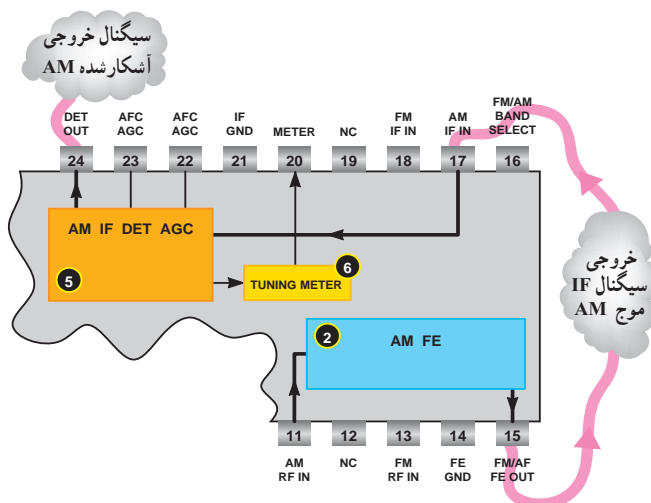 سیگنال خروجی
آشکارشده AM
DET
OUT
AFC
AGC
AFC
AGC
IF
GND
METER
NC
FM
IF IN
AM
IF IN
FM/AM
BAND
SELECT
24
23
22
21
20
19
18
17
16
AM IF DET AGC
5
TUNING METER
6
خروجی
سیگنال IF
موج AM
2
AM FE
11
12
13
14
15
AM
RF IN
NC
FM
RF IN
FE
GND
FM/AF
FE OUT